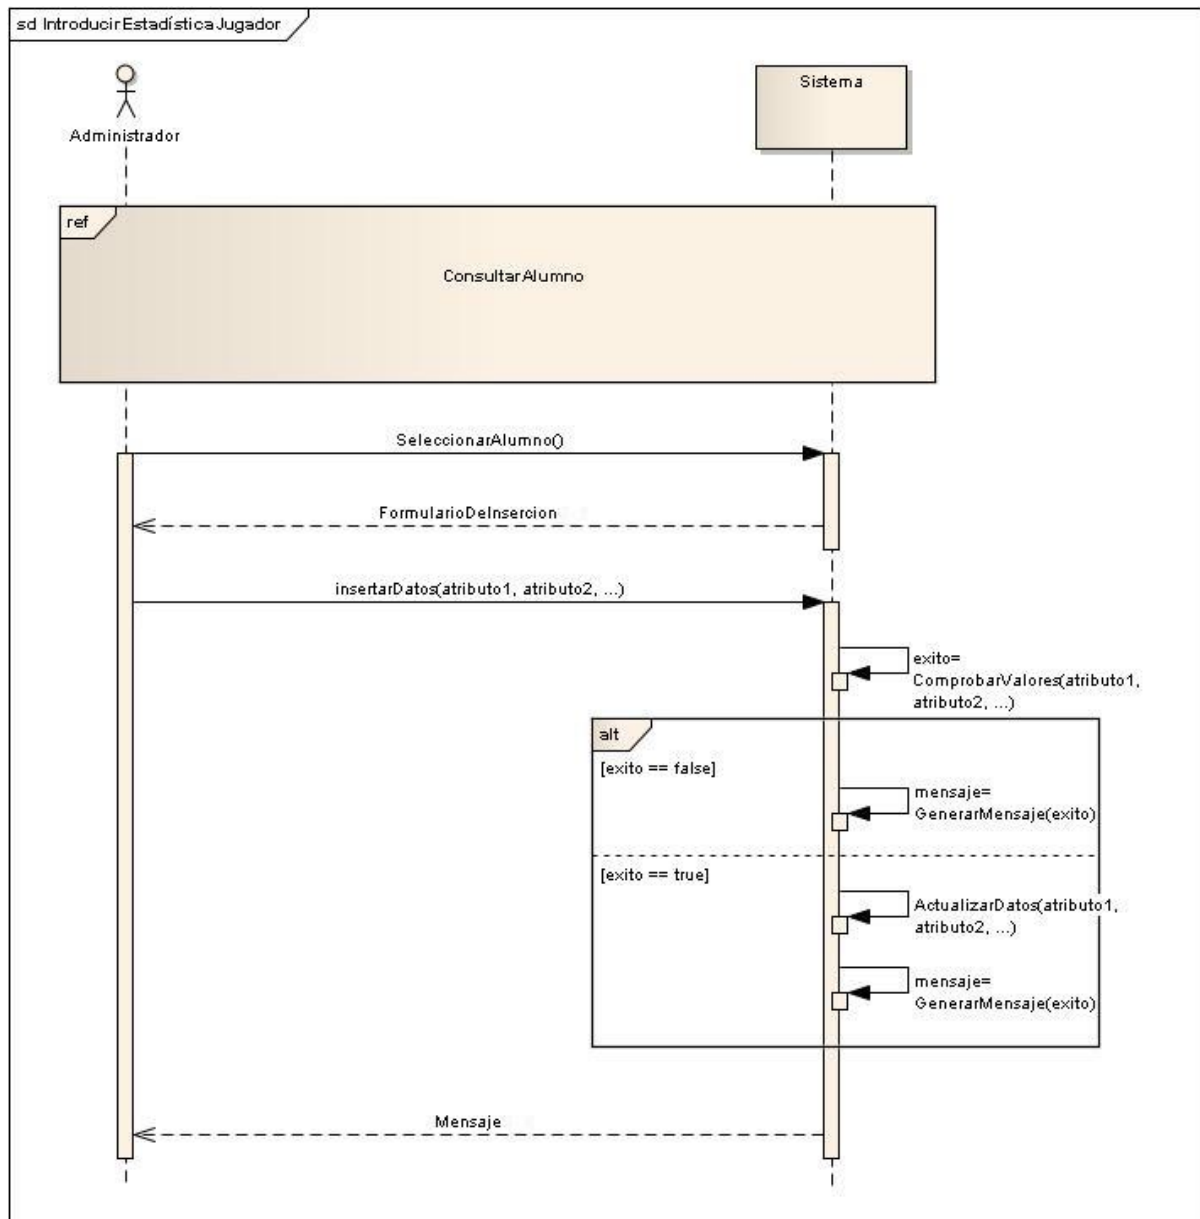 sd IntroducirEstadísticaJugador
Administrador
Sistema
ref
ConsultarAlumno
SeleccionarAlumno()
FormularioDeInsercion
insertarDatos(atributo1, atributo2, ...)
exito=
ComprobarValores(atributo1,
atributo2, ...)
alt
[exito == false]
mensaje=
GenerarMensaje(exito)
[exito == true]
ActualizarDatos(atributo1,
atributo2, ...)
mensaje=
GenerarMensaje(exito)
Mensaje